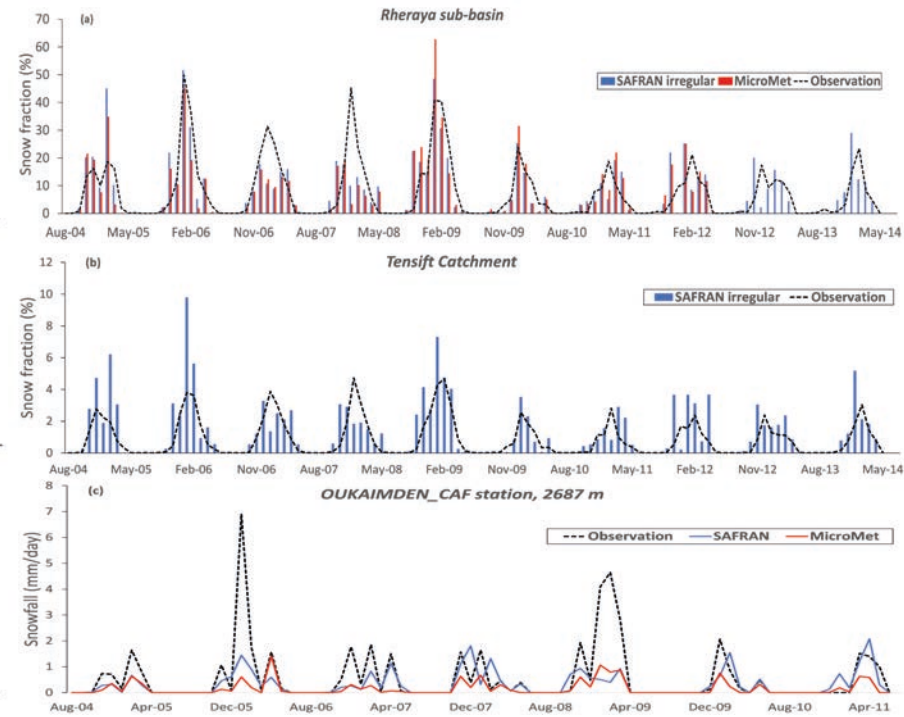 (a)
Rheraya sub-basin
Snow fraction (%)
70
60
50
40
30
20
10
0
SAFRAN irregular MicroMet Observation
Aug-04 May-05 Feb-06 Nov-06 Aug-07 May-08 Feb-09 Nov-09 Aug-10 May-11 Feb-12 Nov-12 Aug-13 May-14
(b)
Tensift Catchment
Snow fraction (%)
12
10
8
6
4
2
0
SAFRAN irregular Observation
Aug-04 May-05 Feb-06 Nov-06 Aug-07 May-08 Feb-09 Nov-09 Aug-10 May-11 Feb-12 Nov-12 Aug-13 May-14
(c)
OUKAIMDEN_CAF station, 2687 m
Snowfall (mm/day)
8
7
6
5
4
3
2
1
0
Observation SAFRAN MicroMet
Aug-04 Apr-05 Dec-05 Aug-06 Apr-07 Dec-07 Aug-08 Apr-09 Dec-09 Aug-10 Apr-11